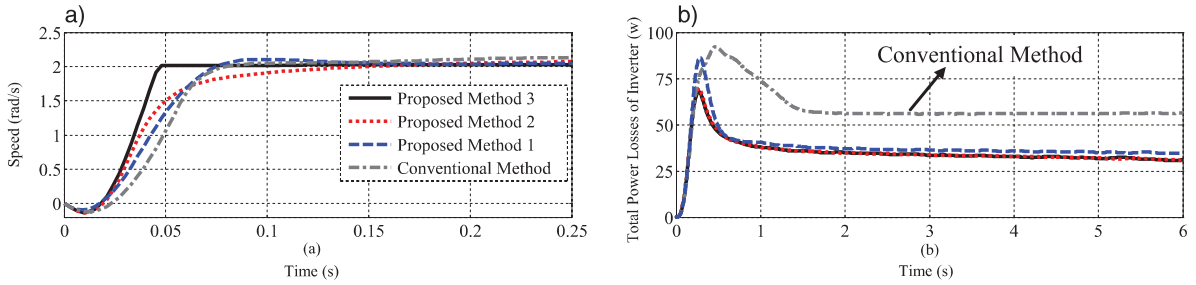 a)
Speed (rad/s)
2.5
2
1.5
1
0.5
0
0 0.05 0.1 0.15 0.2 0.25
Proposed Method 3
Proposed Method 2
Proposed Method 1
Conventional Method
(a)
Time (s)
b)
Total Power Losses of Inverter (w)
100
75
50
25
0
0 1 2 3 4 5 6
Conventional Method
(b)
Time (s)